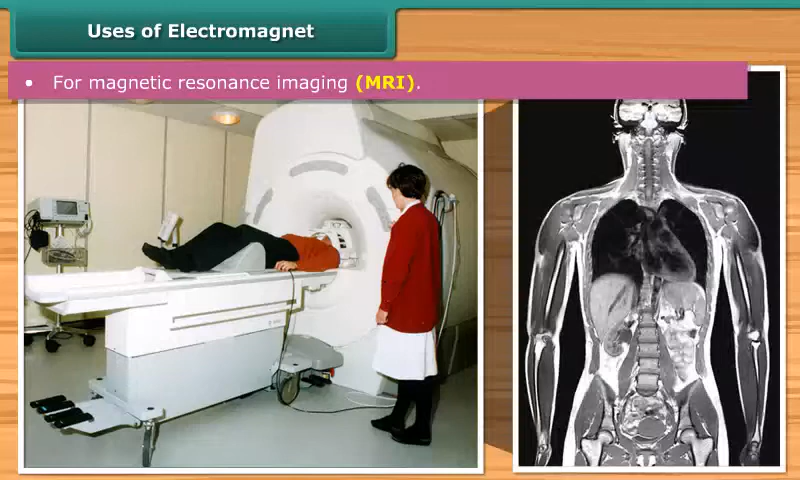 Uses of Electromagnet
• For magnetic resonance imaging (MRI).